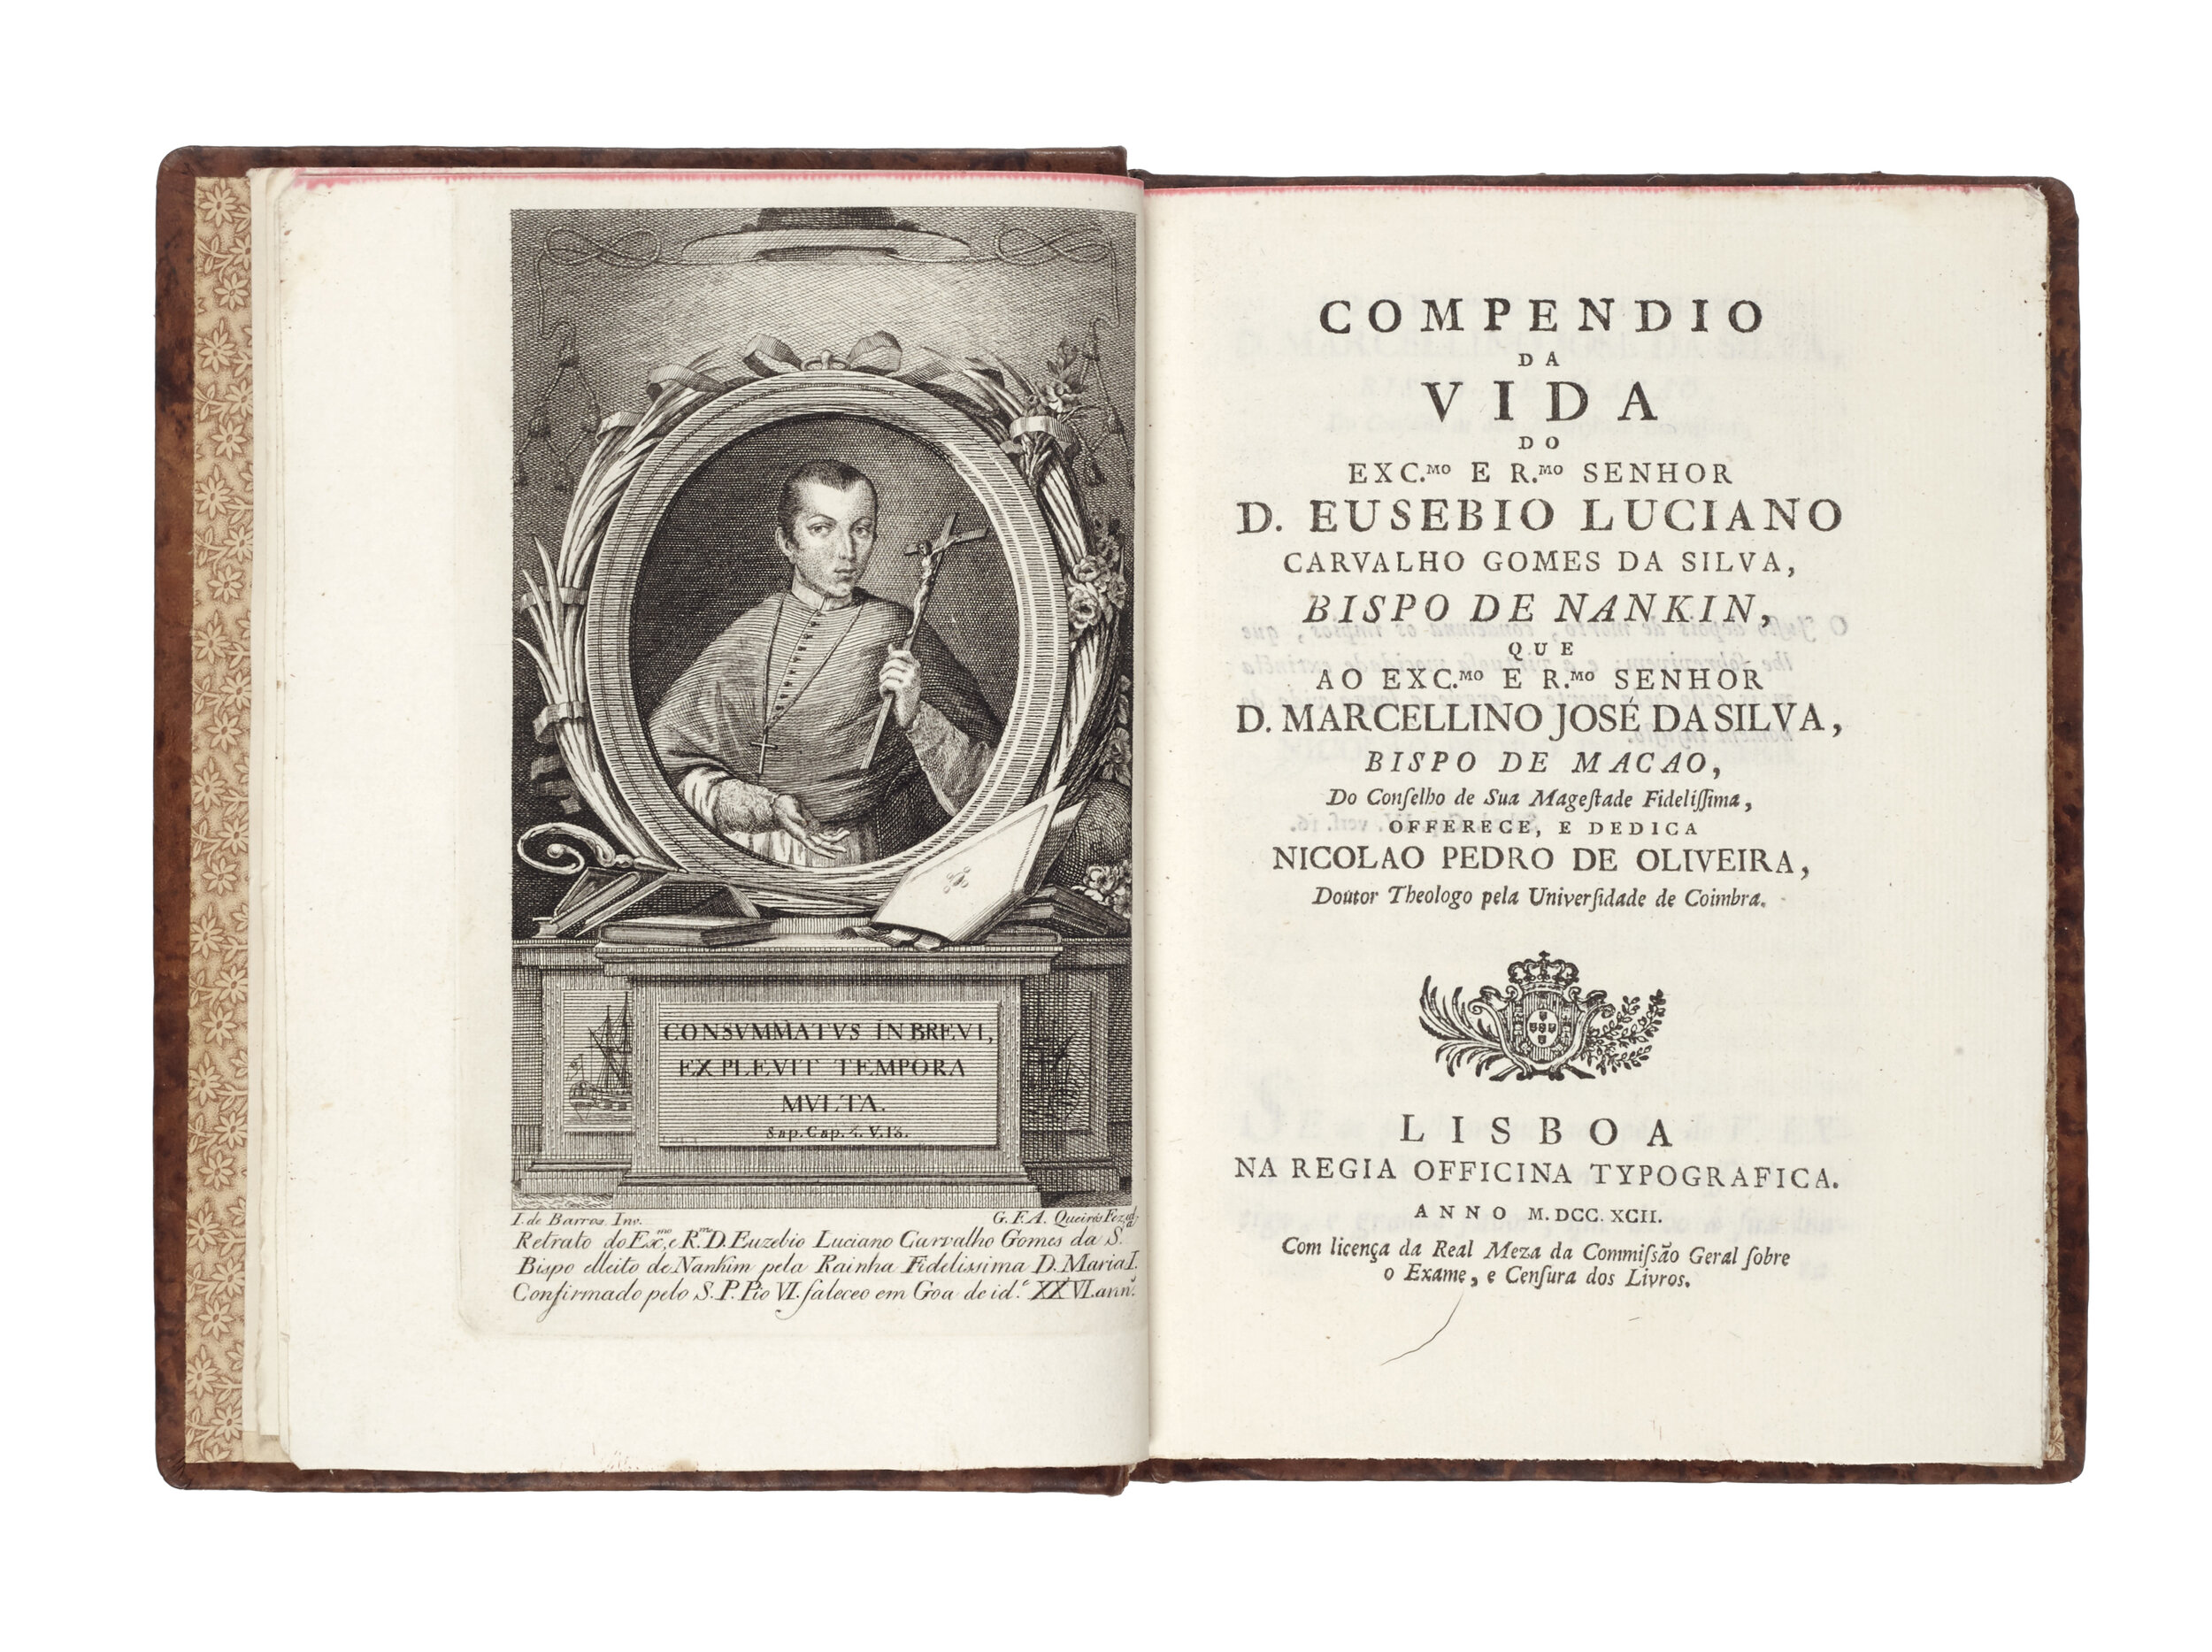 CONSVMMATVS IN BREVI,
EXPLEVIT TEMPORA
MVLTA.
Sap. Cap. 4. V. 13.
I. de Barros Inv.
G. F. A. Queirós Fez
Retrato do Ex.mo e R.mo D. Euzebio Luciano Carvalho Gomes da S.
Bispo elleito de Nankim pela Rainha Fidelissima D. Maria I.
Confirmado pelo S. P. Pio VI. faleceo em Goa de id.e XXVI. ann.
COMPENDIO
DA
VIDA
DO
EXC.MO E R.MO SENHOR
D. EUSEBIO LUCIANO
CARVALHO GOMES DA SILVA,
BISPO DE NANKIN,
QUE
AO EXC.MO E R.MO SENHOR
D. MARCELLINO JOSÉ DA SILVA,
BISPO DE MACAO,
Do Conſelho de Sua Mageſtade Fideliſſima,
OFFERECE, E DEDICA
NICOLAO PEDRO DE OLIVEIRA,
Doutor Theologo pela Univerſidade de Coimbra.
LISBOA
NA REGIA OFFICINA TYPOGRAFICA.
ANNO M. DCC. XCII.
Com licença da Real Meza da Commiſsão Geral ſobre
o Exame, e Cenſura dos Livros.